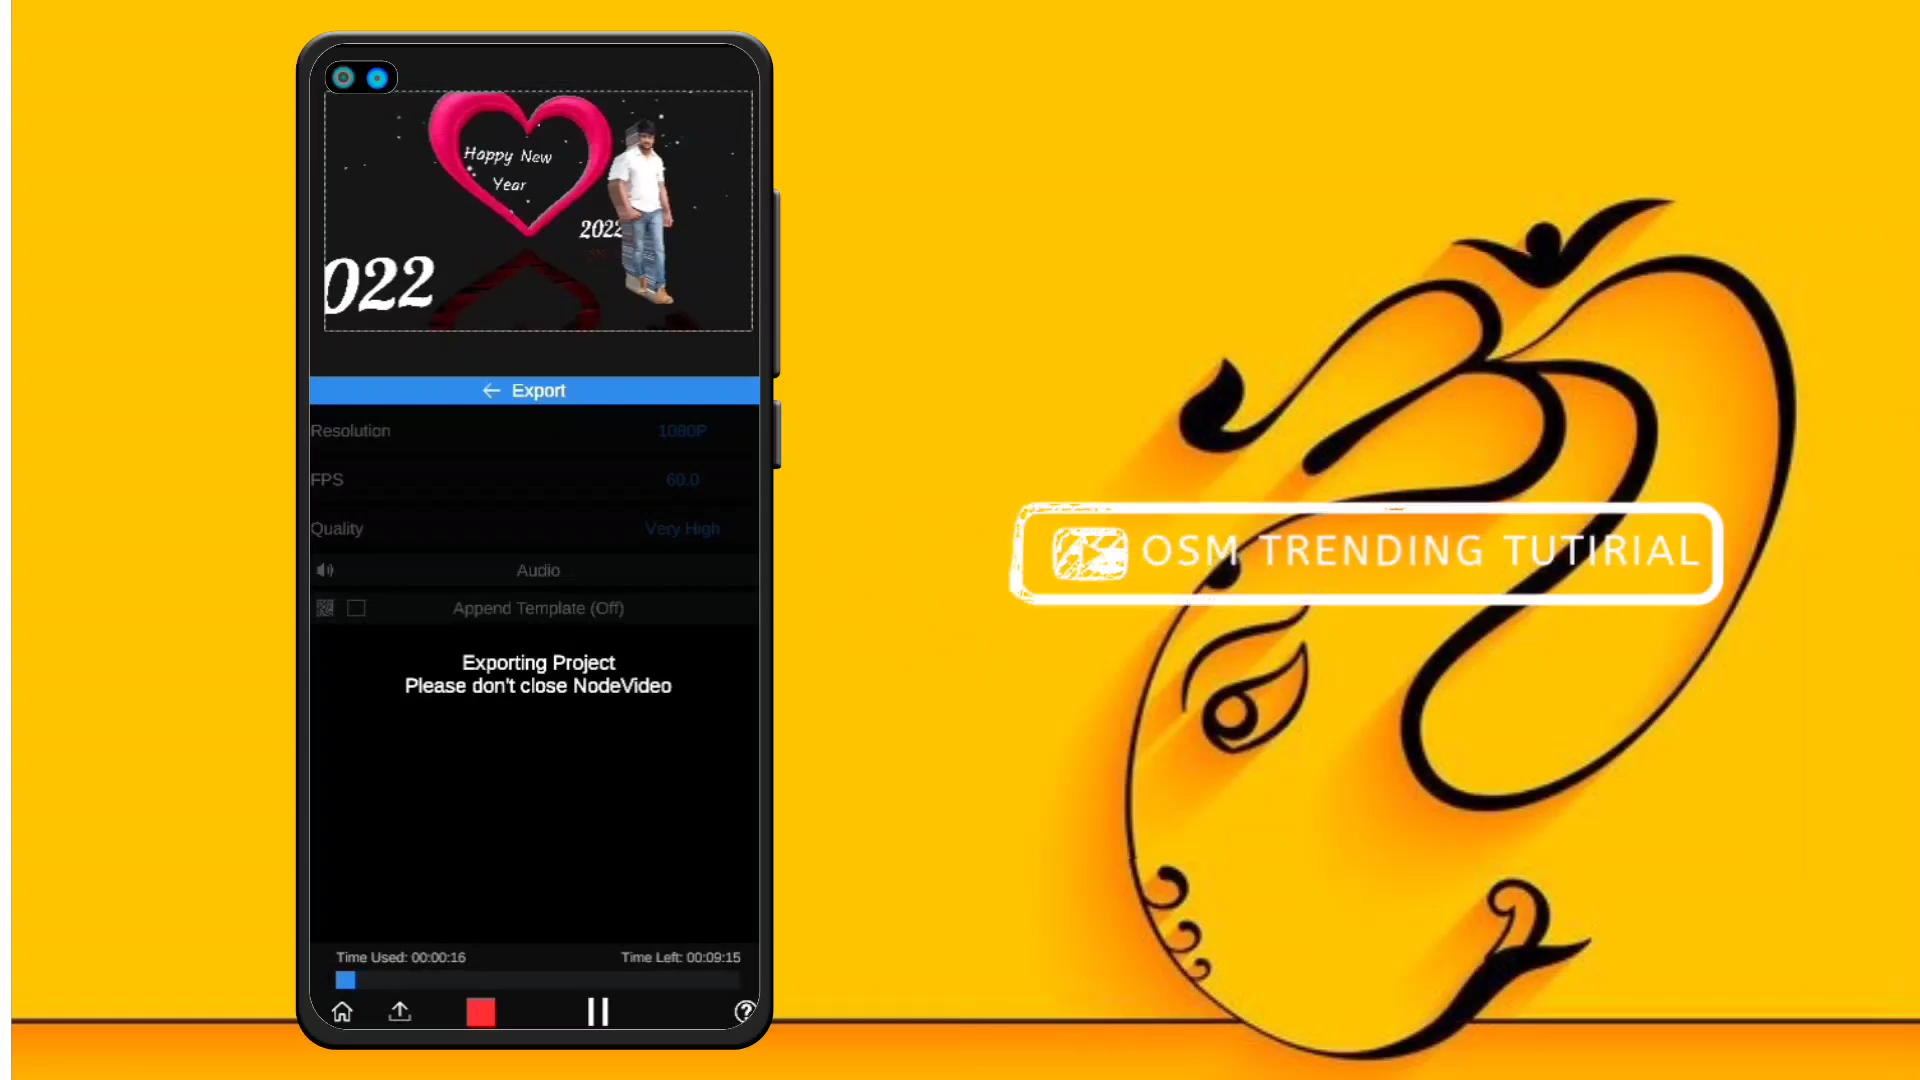 Happy New
Year
2022
022
Export
Resolution 1080P
FPS 60.0
Quality Very High
Audio
Append Template (Off)
Exporting Project
Please don't close NodeVideo
Time Used: 00:00:16 Time Left: 00:09:15
OSM TRENDING TUTIRIAL